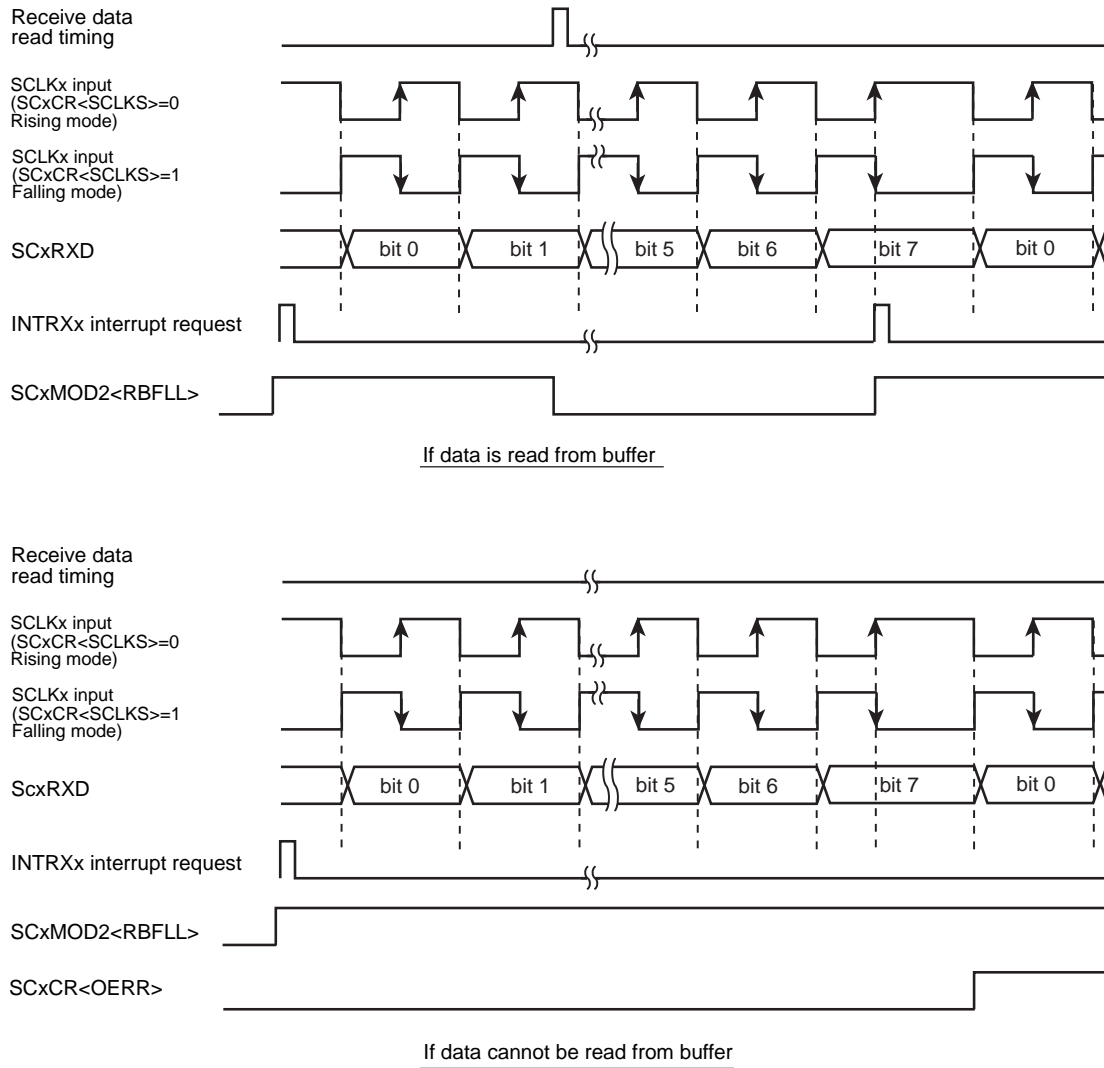 Receive data
read timing
SCLKx input
(SCxCR<SCLKS>=0
Rising mode)
SCLKx input
(SCxCR<SCLKS>=1
Falling mode)
SCxRXD
bit 0
bit 1
bit 5
bit 6
bit 7
bit 0
INTRXx interrupt request
SCxMOD2<RBFLL>
If data is read from buffer
Receive data
read timing
SCLKx input
(SCxCR<SCLKS>=0
Rising mode)
SCLKx input
(SCxCR<SCLKS>=1
Falling mode)
ScxRXD
bit 0
bit 1
bit 5
bit 6
bit 7
bit 0
INTRXx interrupt request
SCxMOD2<RBFLL>
SCxCR<OERR>
If data cannot be read from buffer